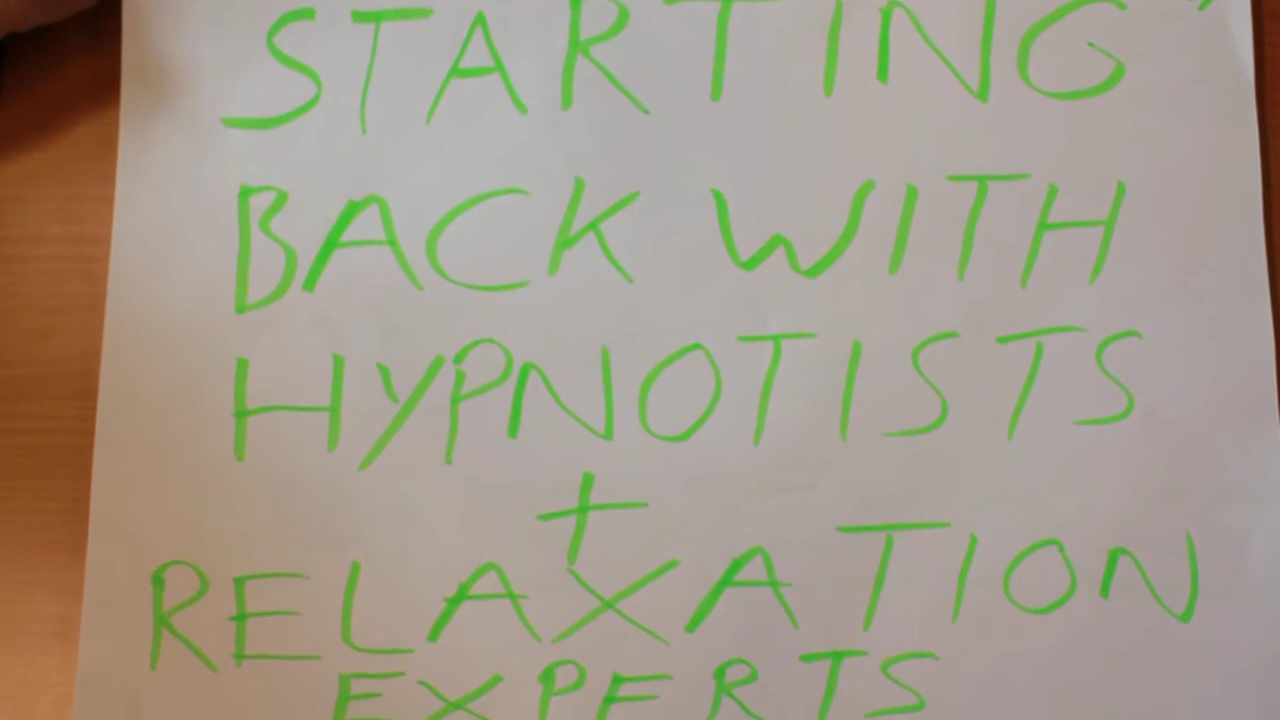 STARTING"
BACK WITH
HYPNOTISTS
+
RELAXATION
EXPERTS